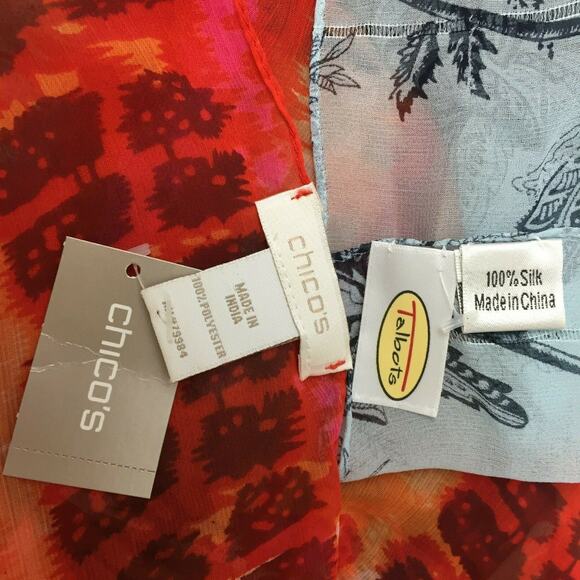 chico's
MADE IN
INDIA
100% POLYESTER
chico's
Talbots
100% Silk
Made in China